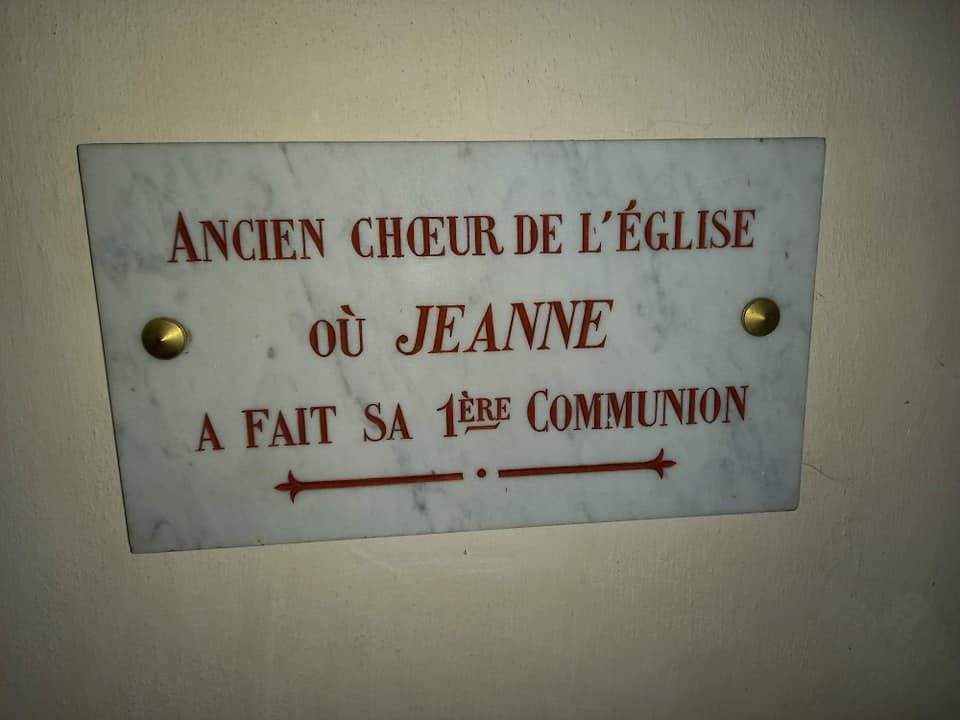 ANCIEN CHŒUR DE L'ÉGLISE
OÙ JEANNE
A FAIT SA 1ÈRE COMMUNION